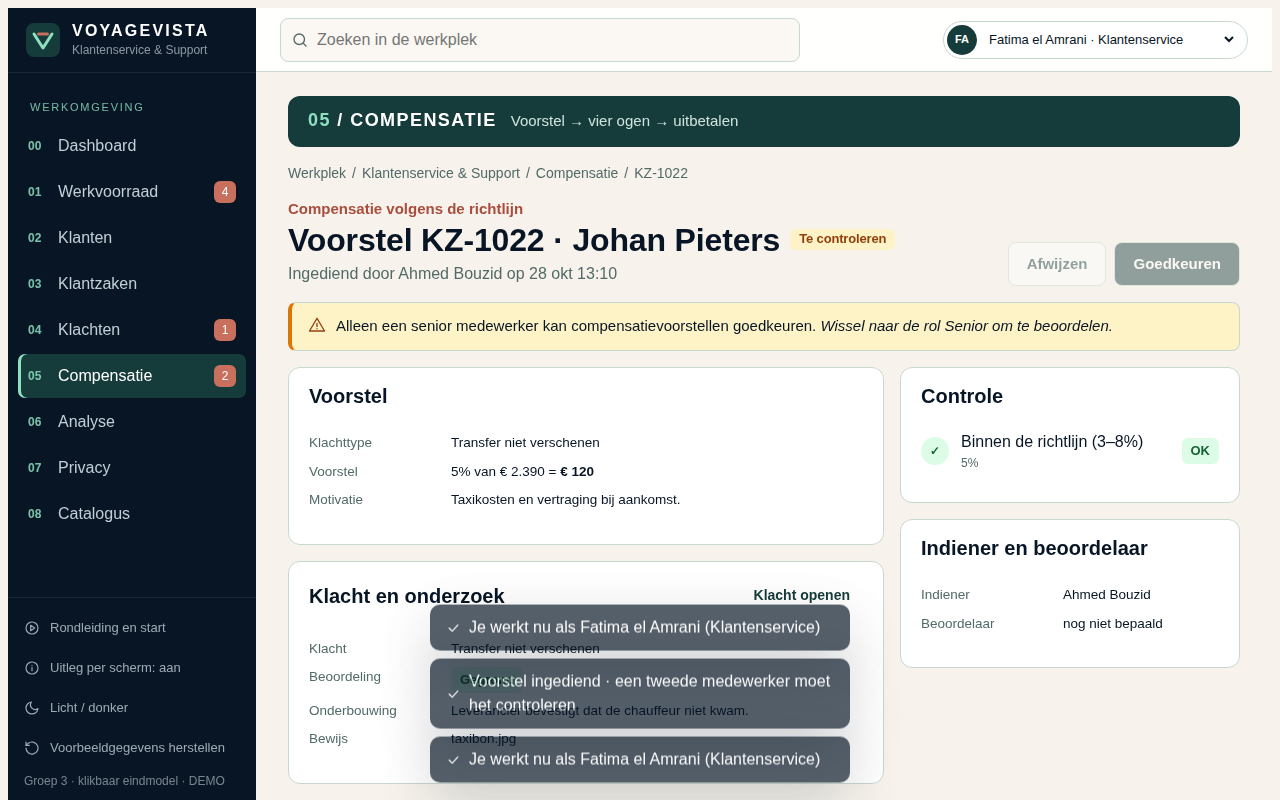 VOYAGEVISTA
Klantenservice & Support
WERKOMGEVING
00 Dashboard
01 Werkvoorraad 4
02 Klanten
03 Klantzaken
04 Klachten 1
05 Compensatie 2
06 Analyse
07 Privacy
08 Catalogus
Rondleiding en start
Uitleg per scherm: aan
Licht / donker
Voorbeeldgegevens herstellen
Groep 3 · klikbaar eindmodel · DEMO
Zoeken in de werkplek
FA Fatima el Amrani · Klantenservice
05 / COMPENSATIE Voorstel → vier ogen → uitbetalen
Werkplek / Klantenservice & Support / Compensatie / KZ-1022
Compensatie volgens de richtlijn
Voorstel KZ-1022 · Johan Pieters Te controleren
Ingediend door Ahmed Bouzid op 28 okt 13:10
Afwijzen Goedkeuren
Alleen een senior medewerker kan compensatievoorstellen goedkeuren. Wissel naar de rol Senior om te beoordelen.
Voorstel
Klachttype Transfer niet verschenen
Voorstel 5% van € 2.390 = € 120
Motivatie Taxikosten en vertraging bij aankomst.
Controle
✓ Binnen de richtlijn (3–8%) OK
5%
Indiener en beoordelaar
Indiener Ahmed Bouzid
Beoordelaar nog niet bepaald
Klacht en onderzoek Klacht openen
Klacht Transfer niet verschenen
Beoordeling
Onderbouwing Leverancier bevestigt dat de chauffeur niet kwam.
Bewijs taxibon.jpg
Je werkt nu als Fatima el Amrani (Klantenservice)
Voorstel ingediend · een tweede medewerker moet
het controleren
Je werkt nu als Fatima el Amrani (Klantenservice)